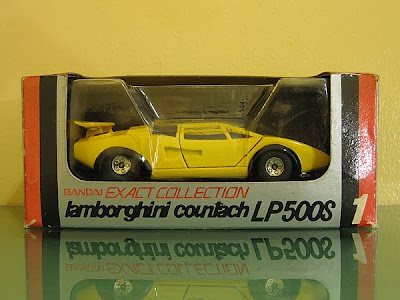 BANDAI EXACT COLLECTION
lamborghini countach LP500S 1